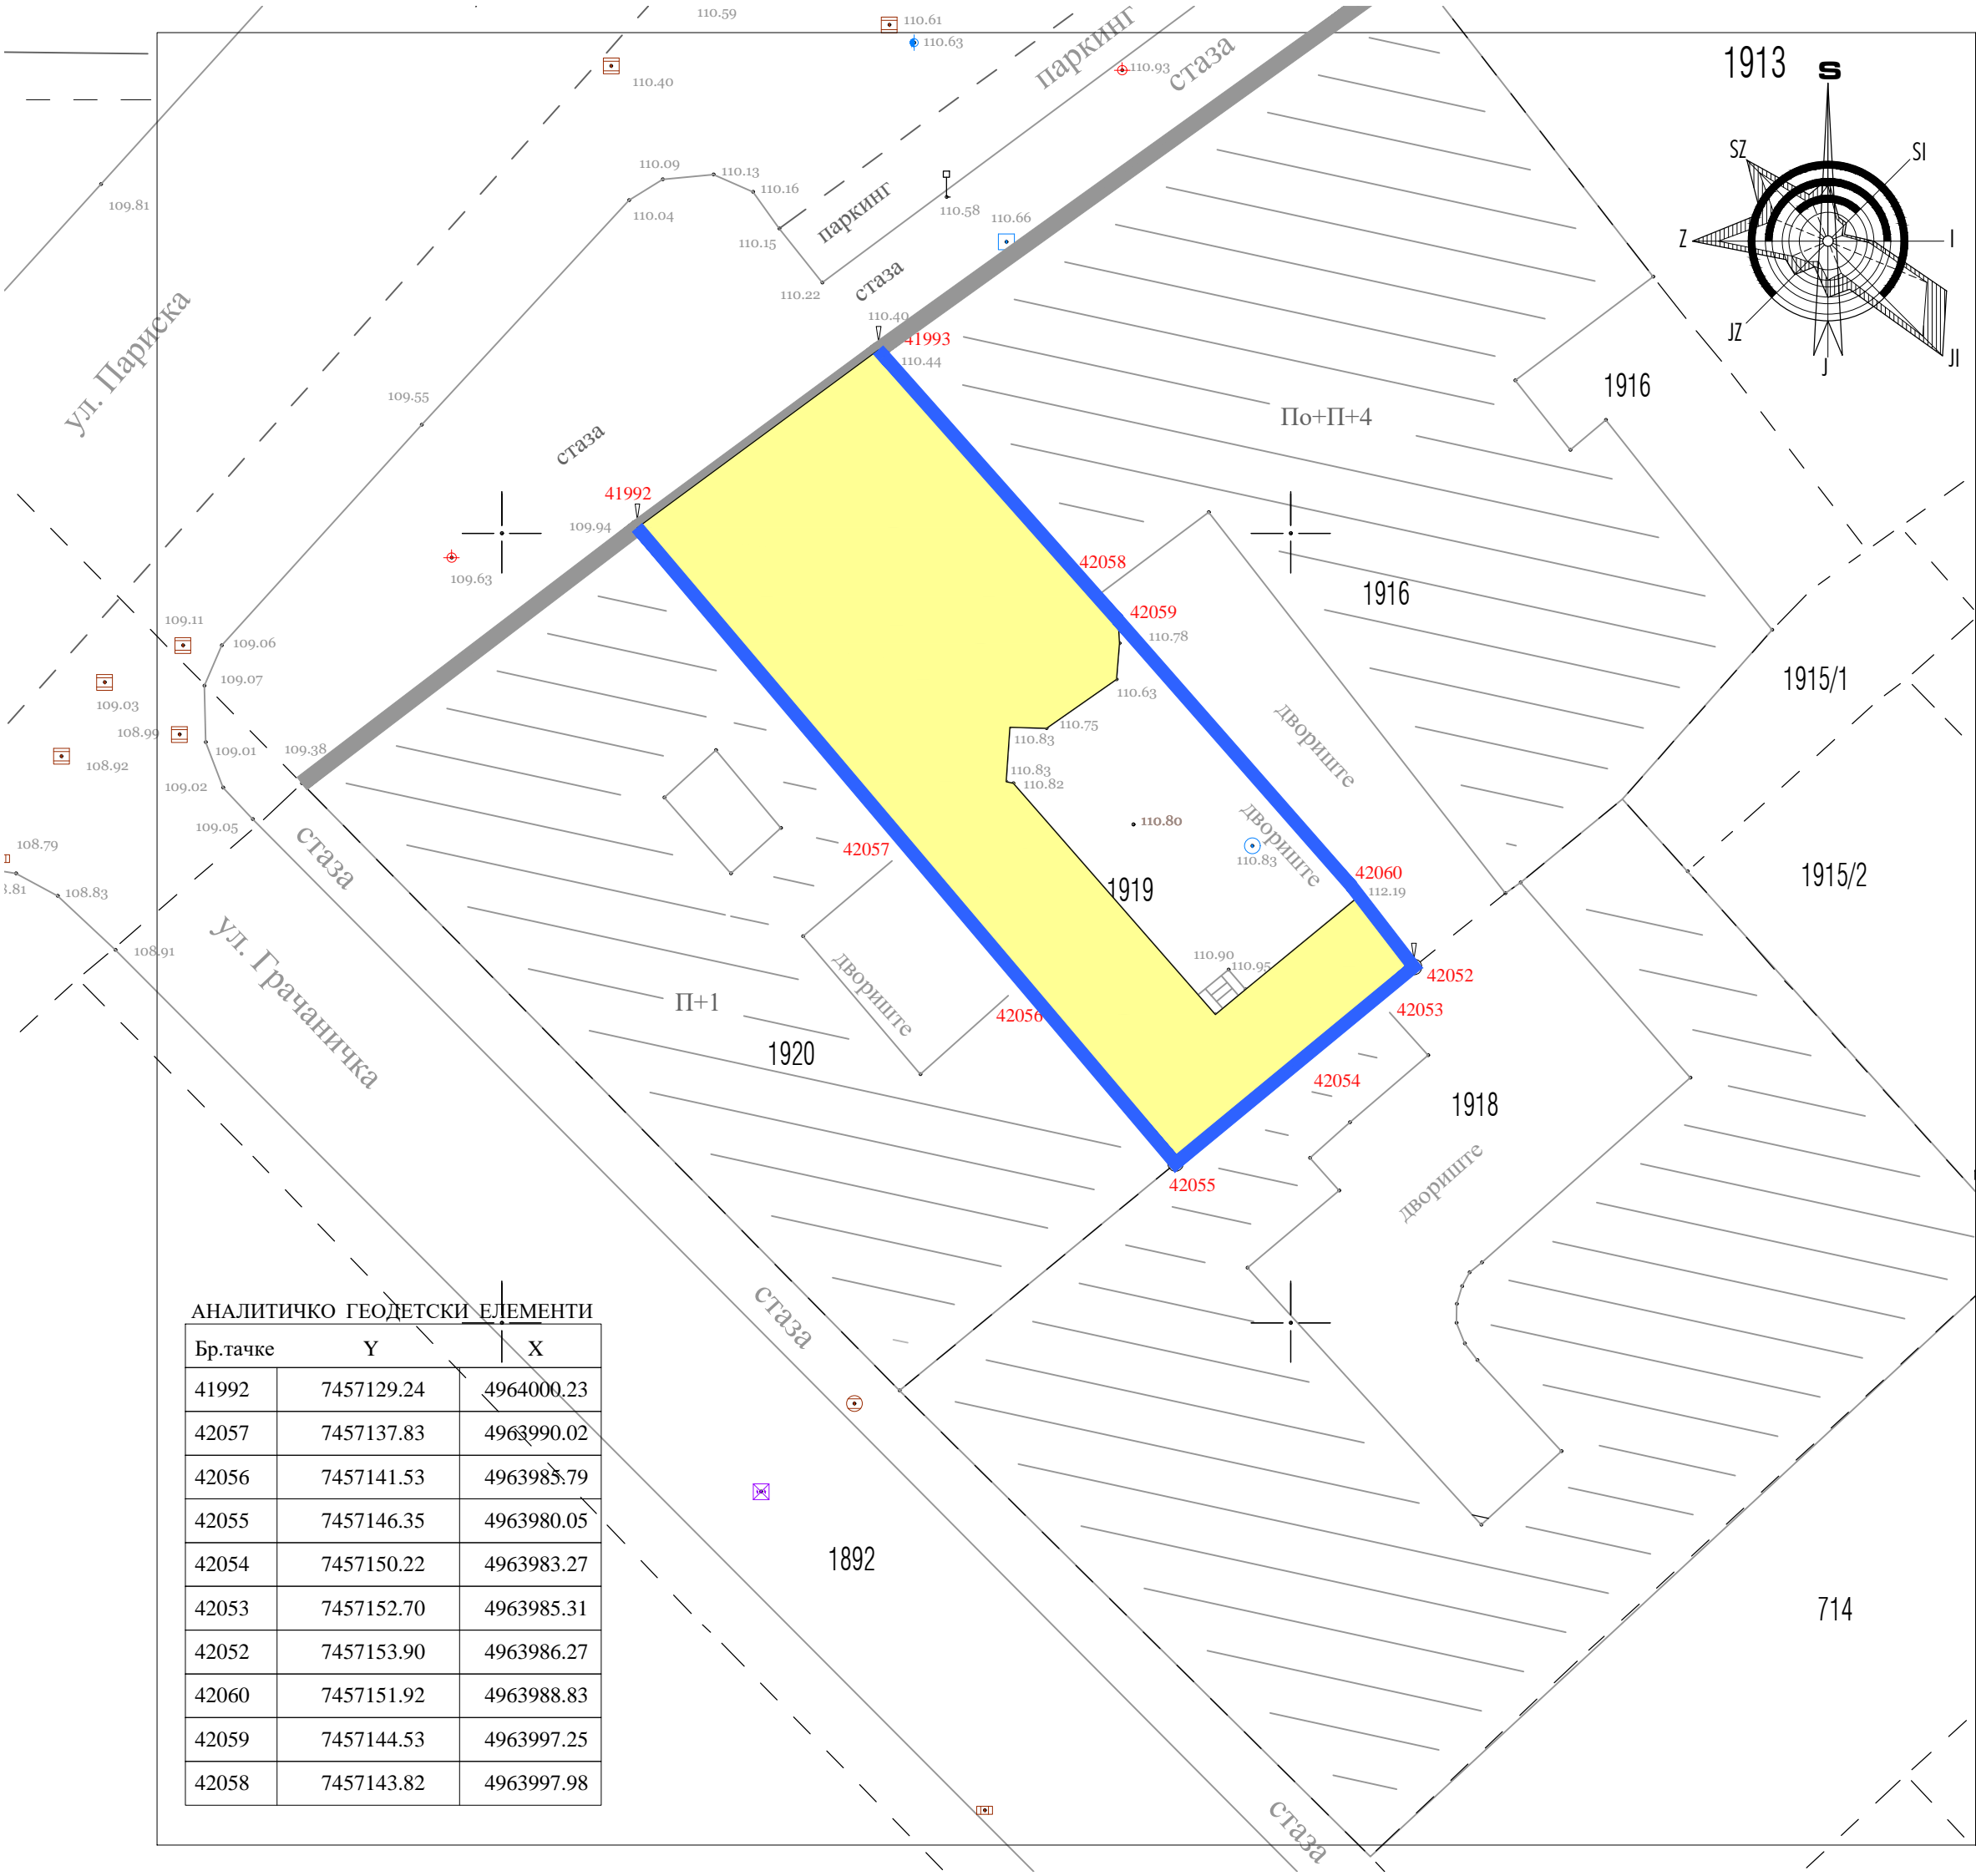 110.59
110.61
110.63
паркинг
110.93
стаза
1913
S
110.40
SZ
SI
110.09
110.13
110.16
110.04
109.81
паркинг
110.58
110.66
110.15
Z
I
110.22
стаза
JZ
J
JI
ул. Париска
110.40
41993
110.44
1916
109.55
По+П+4
стаза
41992
109.94
109.63
42058
1916
42059
109.11
109.06
110.78
109.07
110.63
1915/1
109.03
108.99
109.01
109.38
110.75
110.83
дворишTE
108.92
109.02
110.83
110.82
109.05
110.80
двориште
108.79
стаза
42057
110.83
42060
1915/2
3.81
108.83
1919
112.19
108.91
ул. Грачаничка
двориште
110.90
110.95
42052
П+1
42056
42053
1920
42054
1918
двориште
42055
стаза
АНАЛИТИЧКО ГЕОДЕТСКИ ЕЛЕМЕНТИ
Бр.тачке Y X
41992 7457129.24 4964000.23
42057 7457137.83 4963990.02
42056 7457141.53 4963985.79
42055 7457146.35 4963980.05
42054 7457150.22 4963983.27
42053 7457152.70 4963985.31
42052 7457153.90 4963986.27
42060 7457151.92 4963988.83
42059 7457144.53 4963997.25
42058 7457143.82 4963997.98
1892
714
стаза